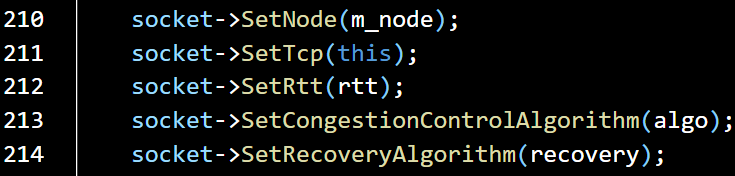 210 socket->SetNode(m_node);
211 socket->SetTcp(this);
212 socket->SetRtt(rtt);
213 socket->SetCongestionControlAlgorithm(algo);
214 socket->SetRecoveryAlgorithm(recovery);